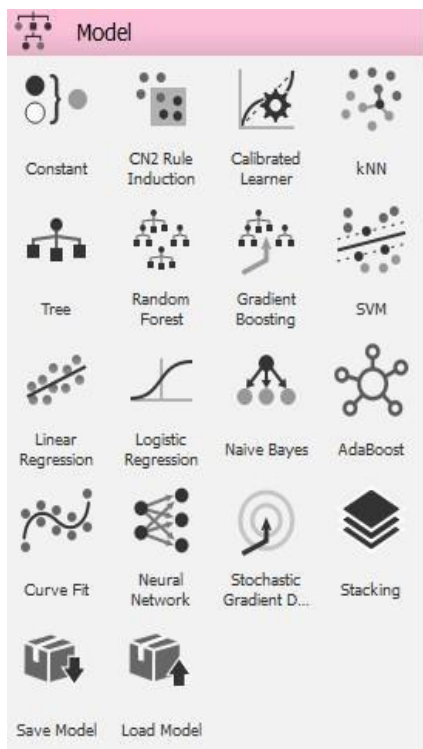 Model
Constant
CN2 Rule
Induction
Calibrated
Learner
kNN
Tree
Random
Forest
Gradient
Boosting
SVM
Linear
Regression
Logistic
Regression
Naive Bayes
AdaBoost
Curve Fit
Neural
Network
Stochastic
Gradient D...
Stacking
Save Model
Load Model